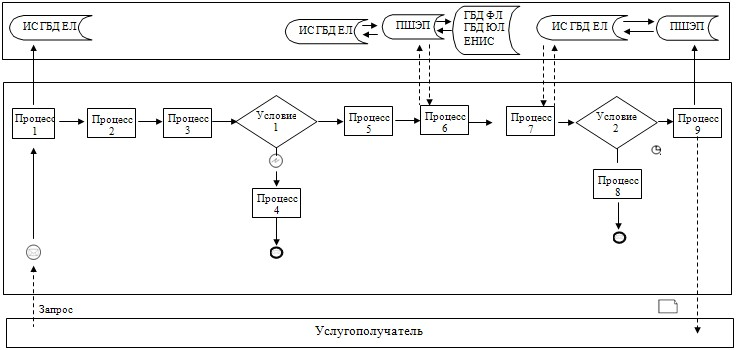 ИС ГБД ЕЛ
ИС ГБД ЕЛ
ПШЭП
ГБД ФЛ
ГБД ЮЛ
ЕНИС
ИС ГБД ЕЛ
ПШЭП
Процесс
1
Процесс
2
Процесс
3
Условие
1
Процесс
5
Процесс
6
Процесс
7
Условие
2
Процесс
9
Процесс
4
Процесс
8
Запрос
Услугополучатель